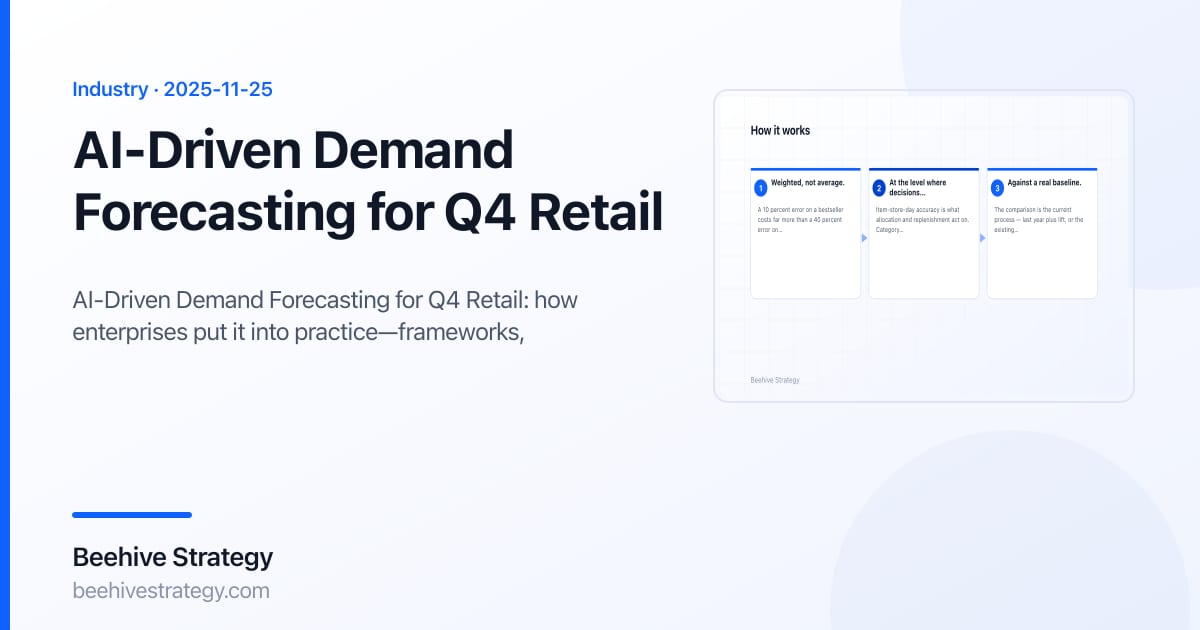 Industry · 2025-11-25
AI-Driven Demand
Forecasting for Q4 Retail
AI-Driven Demand Forecasting for Q4 Retail: how
enterprises put it into practice—frameworks,
Beehive Strategy
beehivestrategy.com
How it works
1
Weighted, not average.
A 10 percent error on a bestseller
costs far more than a 40 percent
error on...
2
At the level where
decisions...
Item-store-day accuracy is what
allocation and replenishment act on.
Category...
3
Against a real baseline.
The comparison is the current
process — last year plus lift, or the
existing...
Beehive Strategy